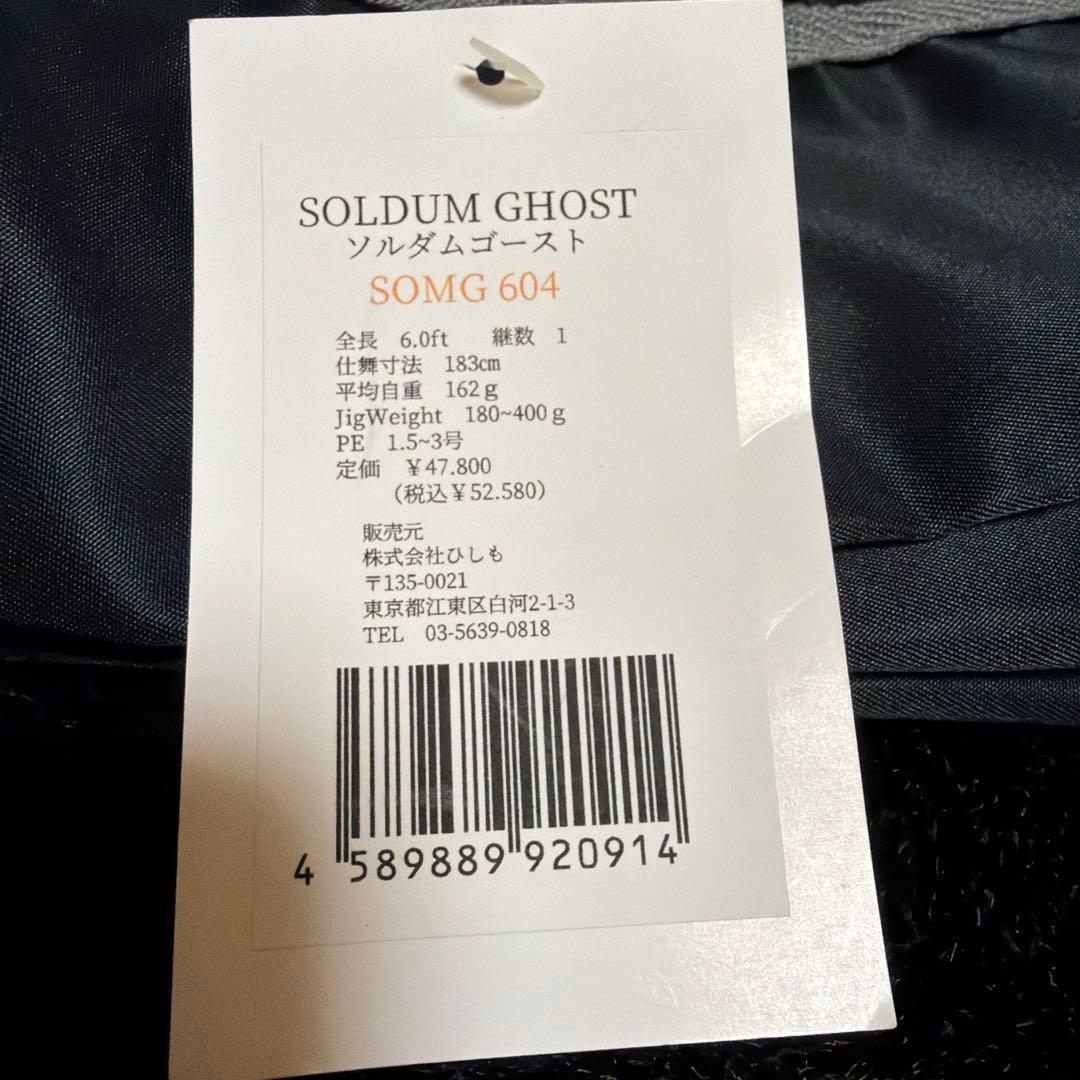 SOLDUM GHOST
ソルダムゴースト
SOMG 604
全長 6.0ft 継数 1
仕舞寸法 183㎝
平均自重 162g
JigWeight 180~400g
PE 1.5~3号
定価 ¥47.800
(税込¥52.580)
販売元
株式会社ひしも
〒135-0021
東京都江東区白河2-1-3
TEL 03-5639-0818
4 589889 920914